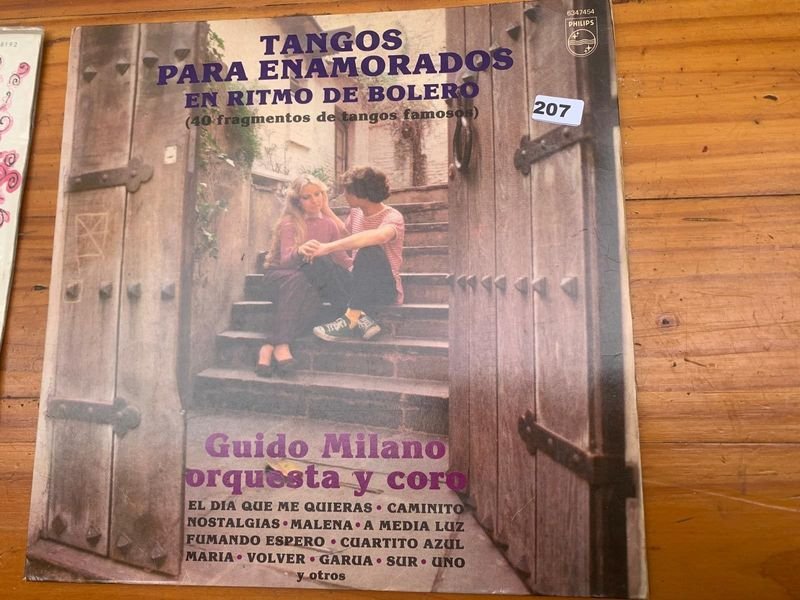 8192
6347454
PHILIPS
TANGOS
PARA ENAMORADOS
EN RITMO DE BOLERO
(40 fragmentos de tangos famosos)
207
Guido Milano
orquesta y coro
EL DIA QUE ME QUIERAS • CAMINITO
NOSTALGIAS • MALENA • A MEDIA LUZ
FUMANDO ESPERO • CUARTITO AZUL
MARIA • VOLVER • GARUA • SUR • UNO
y otros